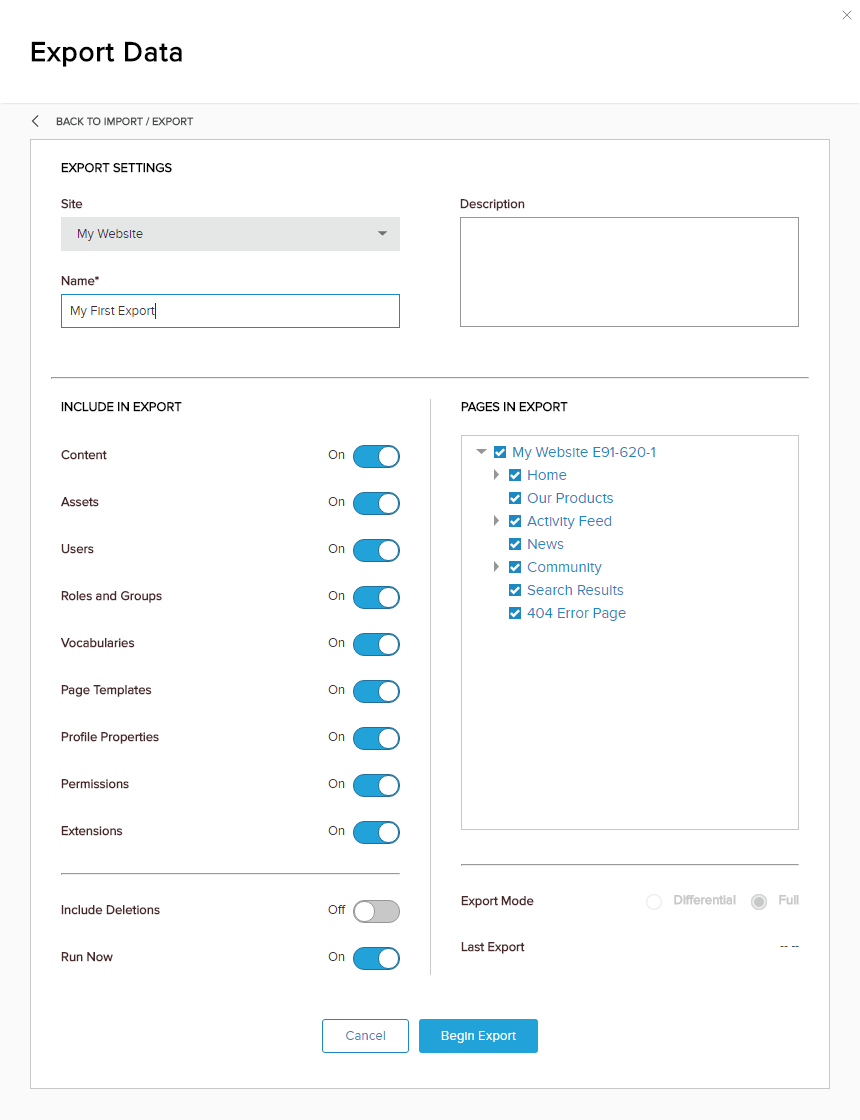 Export Data
BACK TO IMPORT / EXPORT
EXPORT SETTINGS
Site
My Website
Name*
My First Export
Description
INCLUDE IN EXPORT
Content On
Assets On
Users On
Roles and Groups On
Vocabularies On
Page Templates On
Profile Properties On
Permissions On
Extensions On
Include Deletions Off
Run Now On
PAGES IN EXPORT
My Website E91-620-1
Home
Our Products
Activity Feed
News
Community
Search Results
404 Error Page
Export Mode Differential Full
Last Export -- --
Cancel Begin Export